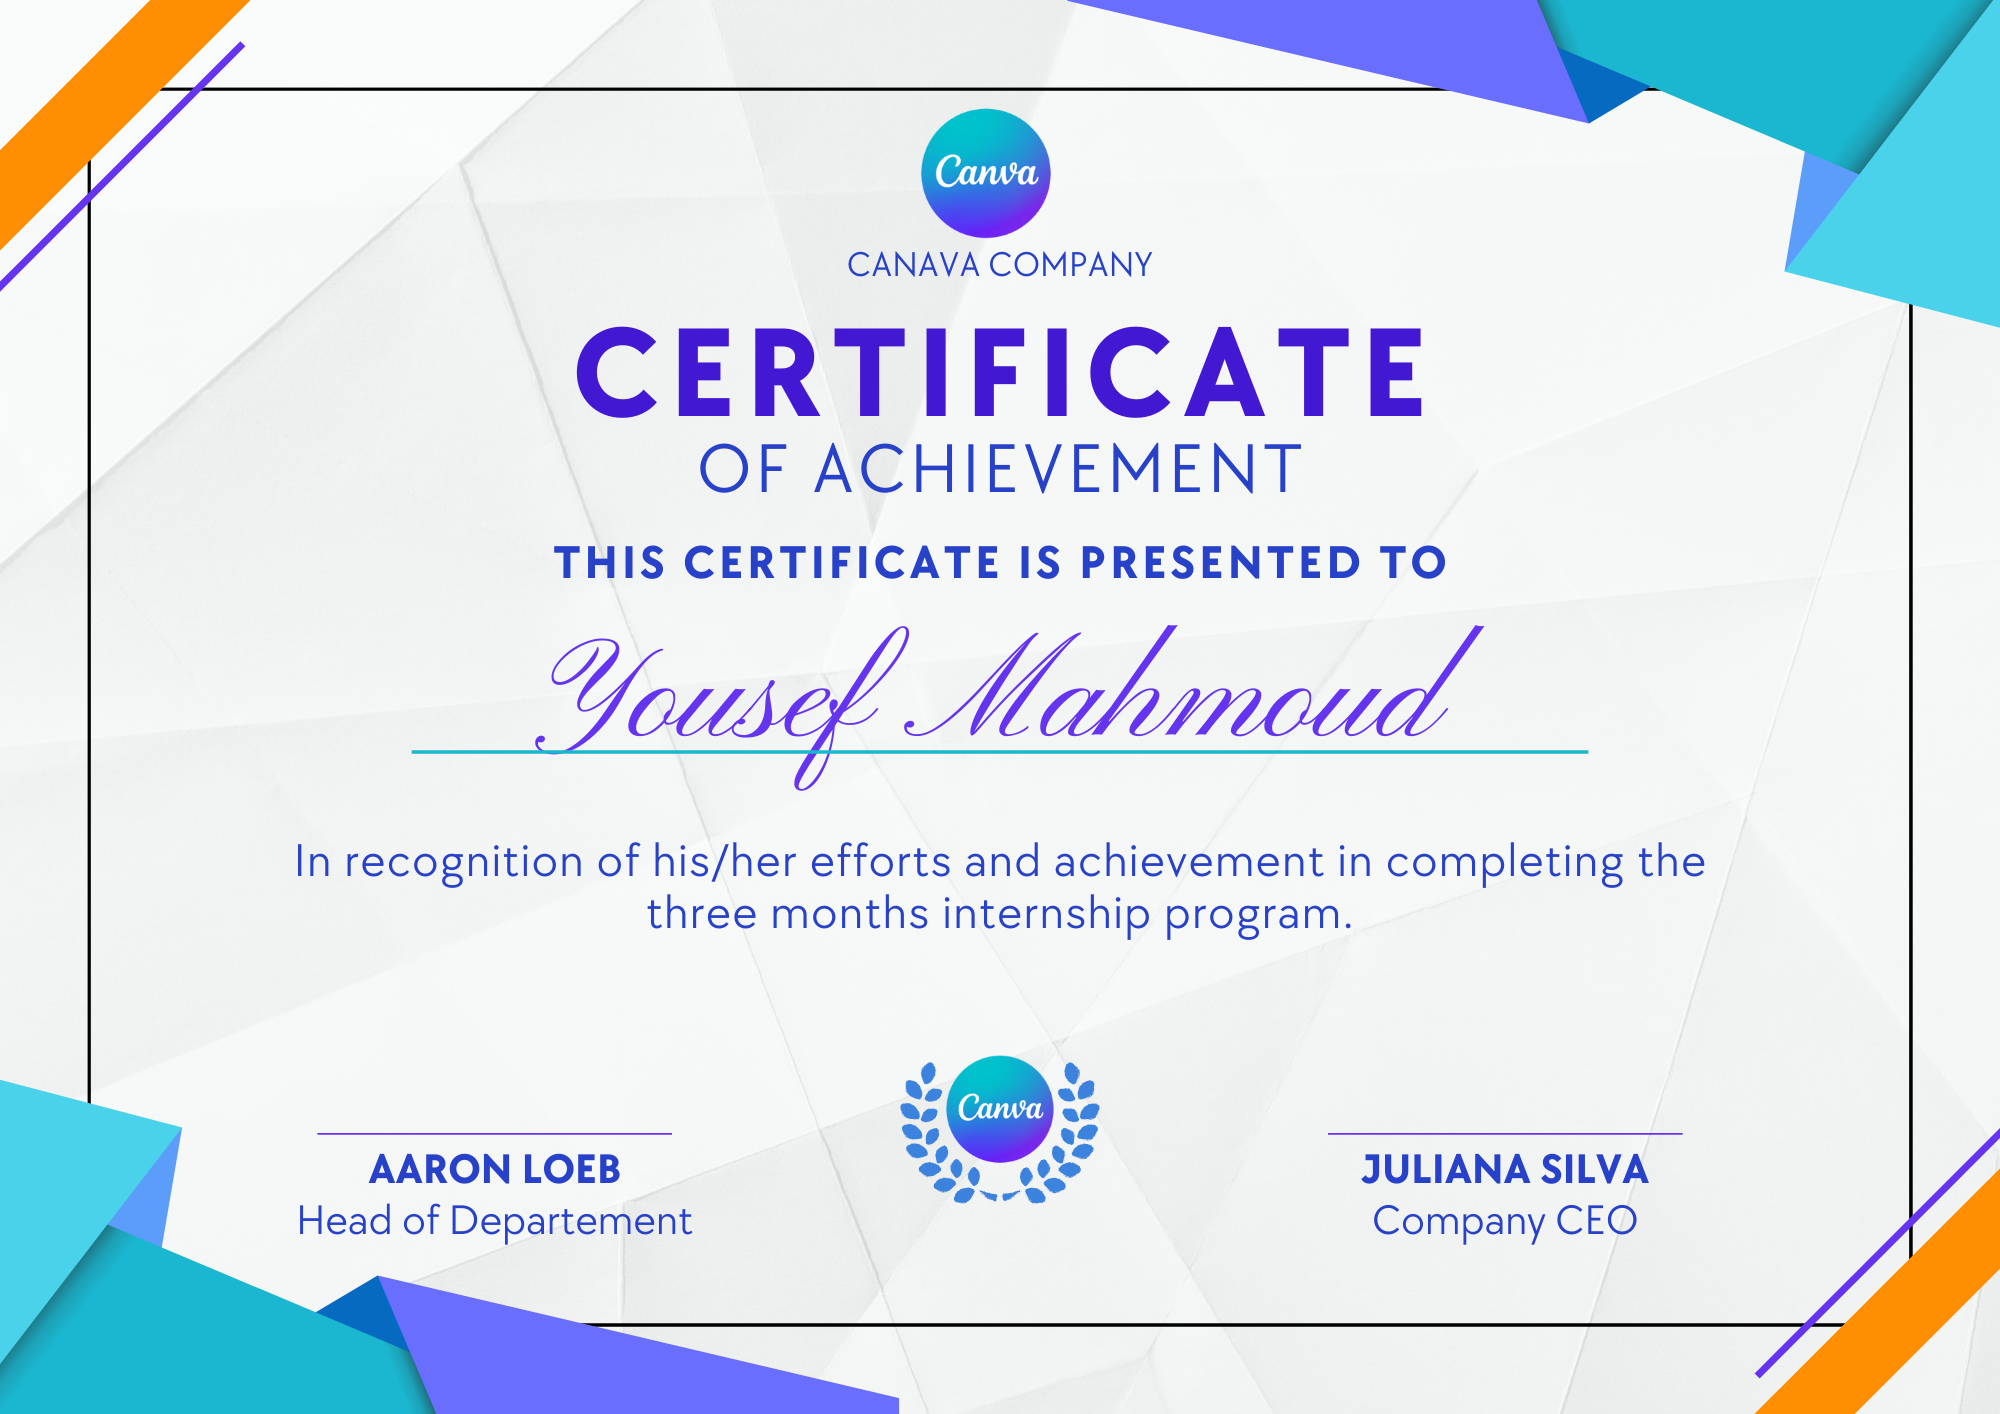 Canva
CANAVA COMPANY
CERTIFICATE
OF ACHIEVEMENT
THIS CERTIFICATE IS PRESENTED TO
Yousef Mahmoud
In recognition of his/her efforts and achievement in completing the
three months internship program.
Canva
AARON LOEB
Head of Departement
JULIANA SILVA
Company CEO